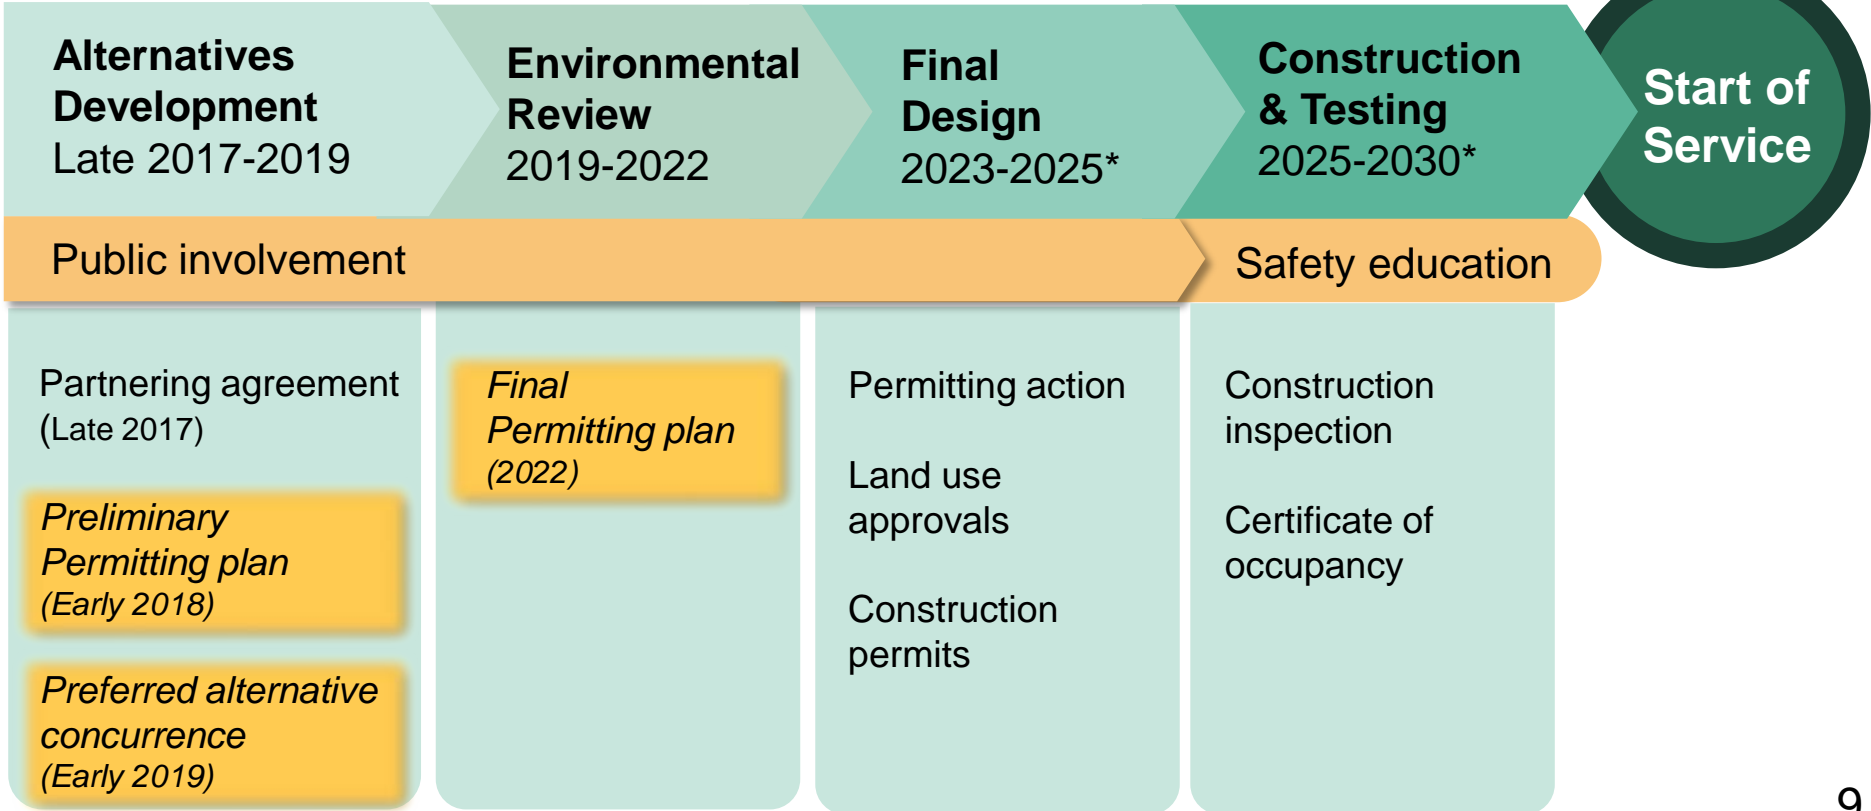 Alternatives
Development
Late 2017-2019
Environmental
Review
2019-2022
Final
Design
2023-2025*
Construction
& Testing
2025-2030*
Start of
Service
Public involvement
Safety education
Partnering agreement
(Late 2017)
Preliminary
Permitting plan
(Early 2018)
Preferred alternative
concurrence
(Early 2019)
Final
Permitting plan
(2022)
Permitting action
Land use
approvals
Construction
permits
Construction
inspection
Certificate of
occupancy
9